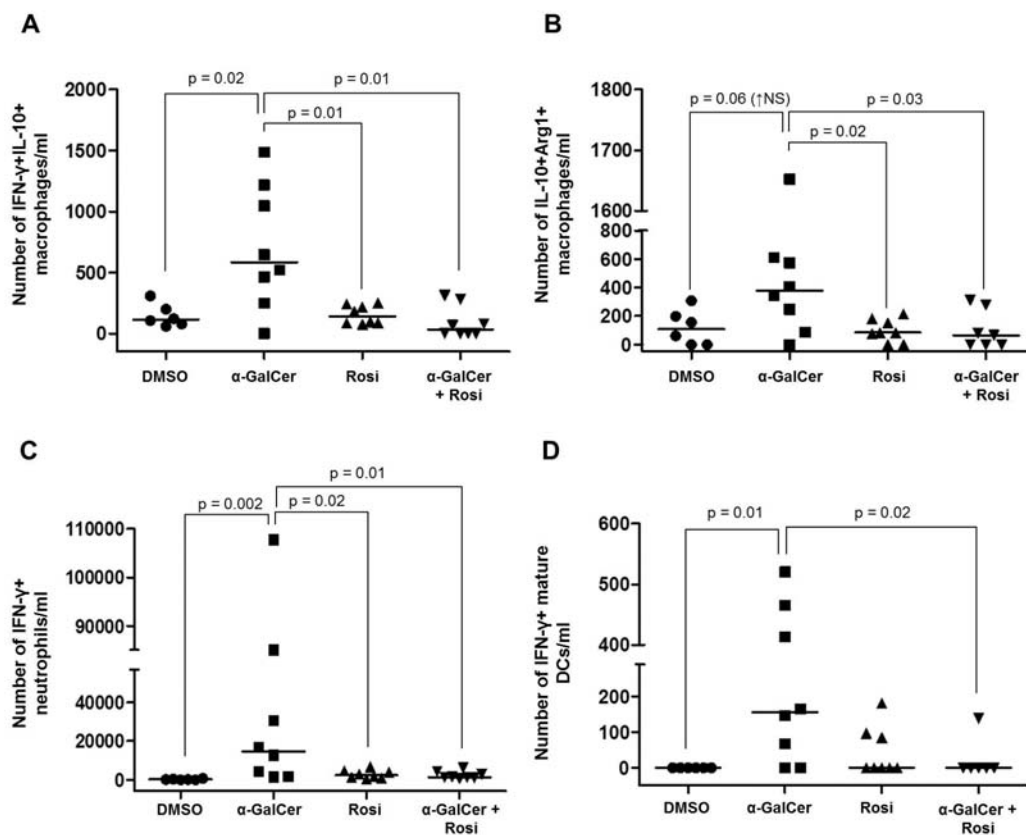 A
Number of IFN-γ+IL-10+
macrophages/ml
2000
1500
1000
500
0
p = 0.02
p = 0.01
p = 0.01
DMSO
α-GalCer
Rosi
α-GalCer
+ Rosi
B
Number of IL-10+Arg1+
macrophages/ml
1800
1700
1600
600
400
200
0
p = 0.06 (↑NS)
p = 0.03
p = 0.02
DMSO
α-GalCer
Rosi
α-GalCer
+ Rosi
C
Number of IFN-γ+
neutrophils/ml
110000
100000
90000
40000
20000
0
p = 0.01
p = 0.002
p = 0.02
DMSO
α-GalCer
Rosi
α-GalCer +
Rosi
D
Number of IFN-γ+ mature
DCs/ml
600
500
400
200
100
0
p = 0.01
p = 0.02
DMSO
α-GalCer
Rosi
α-GalCer +
Rosi